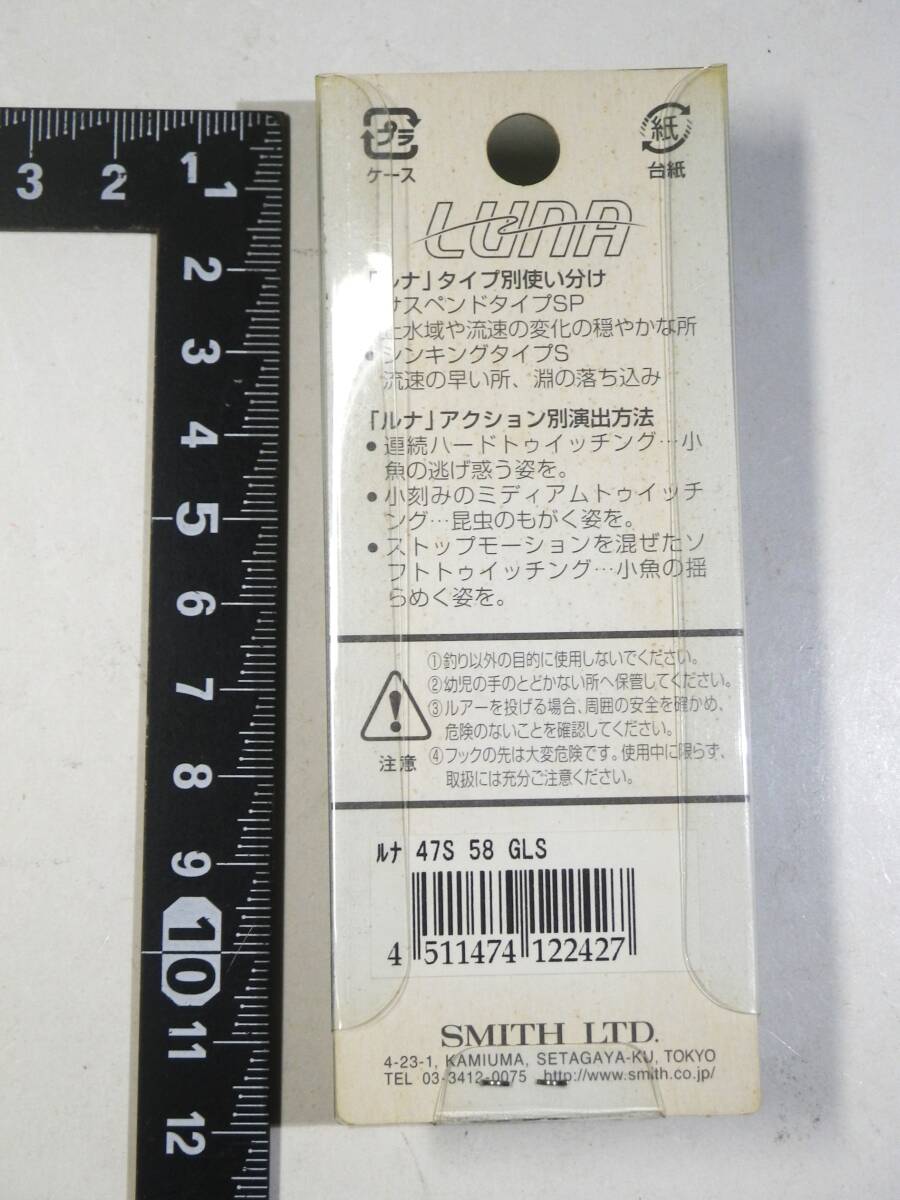 3 2 1
1
2
3
4
5
6
7
8
9
10
11
12
プラ
ケース
紙
台紙
LUNA
「ルナ」タイプ別使い分け
サスペンドタイプSP
止水域や流速の変化の穏やかな所
● シンキングタイプS
流速の早い所、淵の落ち込み
「ルナ」アクション別演出方法
● 連続ハードトゥイッチング…小
魚の逃げ惑う姿を。
● 小刻みのミディアムトゥイッチ
ング…昆虫のもがく姿を。
● ストップモーションを混ぜたソ
フトトゥイッチング…小魚の揺
らめく姿を。
注意
①釣り以外の目的に使用しないでください。
②幼児の手のとどかない所へ保管してください。
③ルアーを投げる場合、周囲の安全を確かめ、
危険のないことを確認してください。
④フックの先は大変危険です。使用中に限らず、
取扱には充分ご注意ください。
ﾙﾅ 47S 58 GLS
4 511474 122427
SMITH LTD.
4-23-1, KAMIUMA, SETAGAYA-KU, TOKYO
TEL 03-3412-0075 http://www.smith.co.jp/